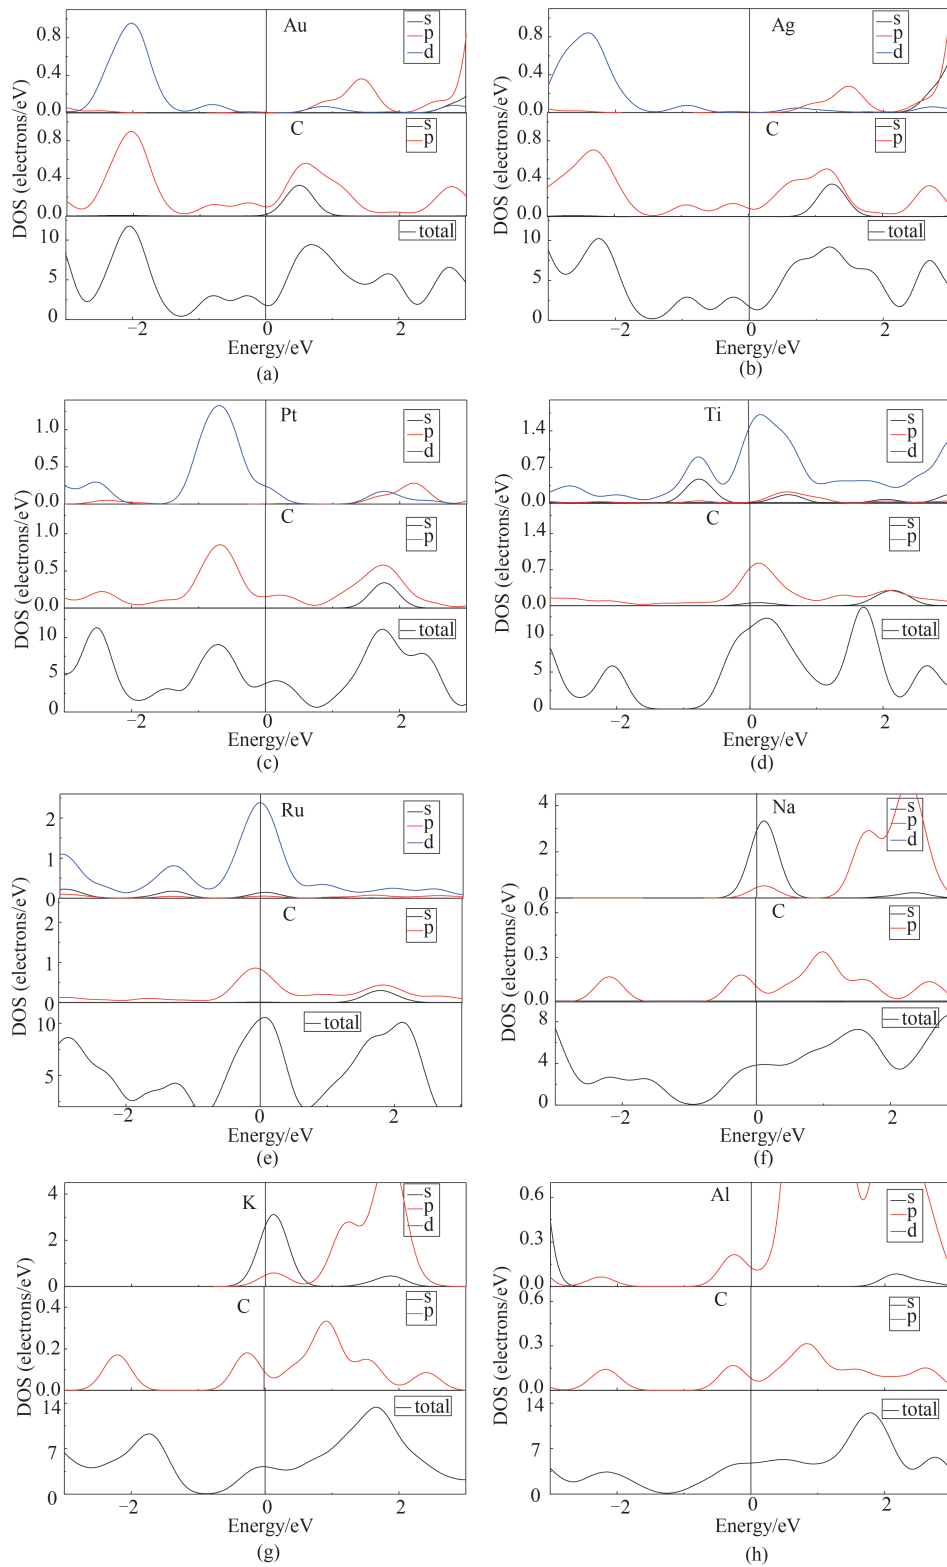 Au
s
p
d
0.8
0.4
0.0
C
s
p
0.8
0.4
0.0
total
10
5
0
DOS (electrons/eV)
−2
0
2
Energy/eV
(a)
Ag
s
p
d
0.8
0.4
0.0
C
s
p
0.8
0.4
0.0
total
10
5
0
DOS (electrons/eV)
−2
0
2
Energy/eV
(b)
Pt
s
p
d
1.0
0.5
0.0
C
s
p
1.0
0.5
0.0
total
10
5
0
DOS (electrons/eV)
−2
0
2
Energy/eV
(c)
Ti
s
p
d
1.4
0.7
0.0
C
s
p
1.4
0.7
0.0
total
10
5
0
DOS (electrons/eV)
−2
0
2
Energy/eV
(d)
Ru
s
p
d
2
1
0
C
s
p
2
1
0
total
10
5
DOS (electrons/eV)
−2
0
2
Energy/eV
(e)
Na
s
p
d
4
2
0
C
s
p
0.6
0.3
0.0
total
8
4
0
DOS (electrons/eV)
−2
0
2
Energy/eV
(f)
K
s
p
d
4
2
0
C
s
p
0.4
0.2
0.0
total
14
7
0
DOS (electrons/eV)
−2
0
2
Energy/eV
(g)
Al
s
p
d
0.6
0.3
0.0
C
s
p
0.6
0.3
0.0
total
14
7
0
DOS (electrons/eV)
−2
0
2
Energy/eV
(h)